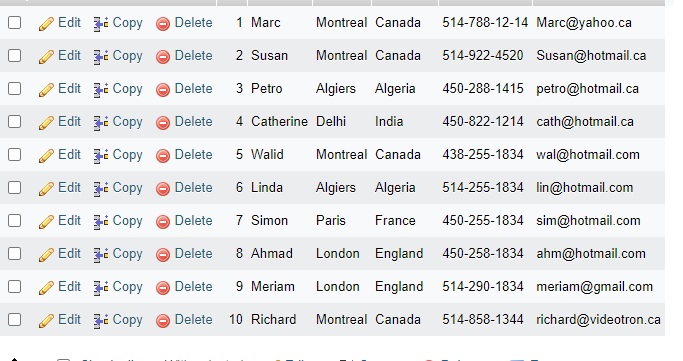 Edit Copy Delete 1 Marc Montreal Canada 514-788-12-14 Marc@yahoo.ca
Edit Copy Delete 2 Susan Montreal Canada 514-922-4520 Susan@hotmail.ca
Edit Copy Delete 3 Petro Algiers Algeria 450-288-1415 petro@hotmail.ca
Edit Copy Delete 4 Catherine Delhi India 450-822-1214 cath@hotmail.ca
Edit Copy Delete 5 Walid Montreal Canada 438-255-1834 wal@hotmail.com
Edit Copy Delete 6 Linda Algiers Algeria 514-255-1834 lin@hotmail.com
Edit Copy Delete 7 Simon Paris France 450-255-1834 sim@hotmail.com
Edit Copy Delete 8 Ahmad London England 450-258-1834 ahm@hotmail.com
Edit Copy Delete 9 Meriam London England 514-290-1834 meriam@gmail.com
Edit Copy Delete 10 Richard Montreal Canada 514-858-1344 richard@videotron.ca